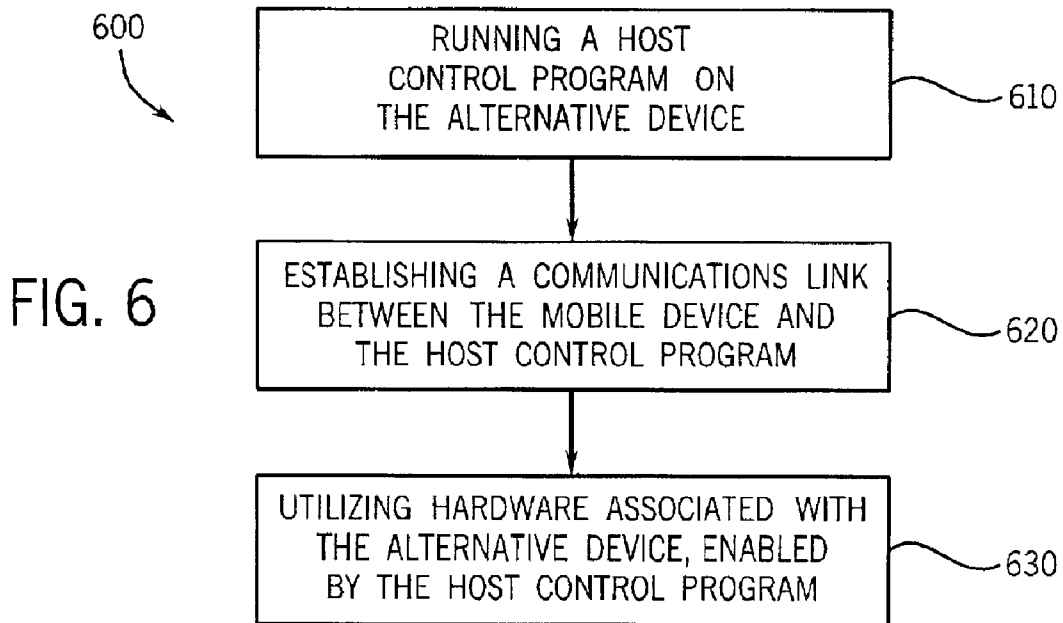 600
RUNNING A HOST
CONTROL PROGRAM ON
THE ALTERNATIVE DEVICE
610
FIG. 6
ESTABLISHING A COMMUNICATIONS LINK
BETWEEN THE MOBILE DEVICE AND
THE HOST CONTROL PROGRAM
620
UTILIZING HARDWARE ASSOCIATED WITH
THE ALTERNATIVE DEVICE, ENABLED
BY THE HOST CONTROL PROGRAM
630